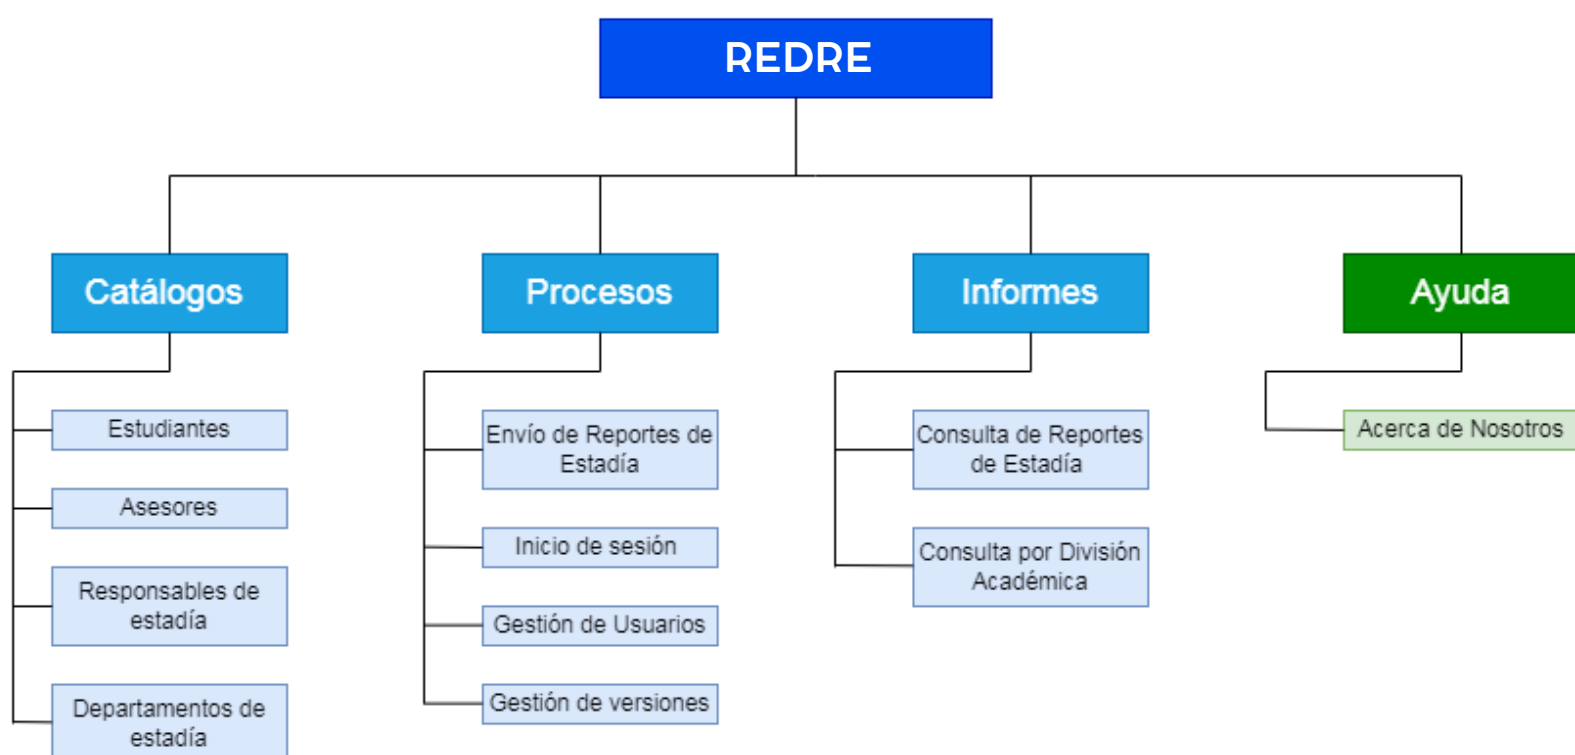 REDRE
Catálogos
Procesos
Informes
Ayuda
Estudiantes
Asesores
Responsables de
estadía
Departamentos de
estadía
Envío de Reportes de
Estadía
Inicio de sesión
Gestión de Usuarios
Gestión de versiones
Consulta de Reportes
de Estadía
Consulta por División
Académica
Acerca de Nosotros